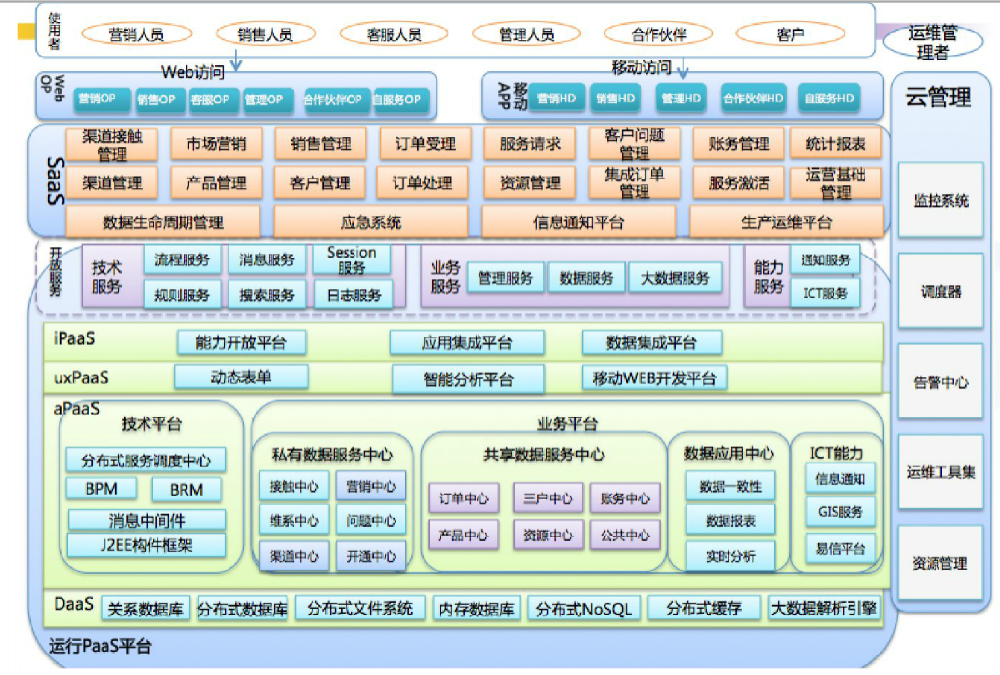 使用者
营销人员
销售人员
客服人员
管理人员
合作伙伴
客户
运维管
理者
Web访问
移动访问
Web OP
营销OP
销售OP
客服OP
管理OP
合作伙伴OP
自服务OP
移动APP
营销HD
销售HD
管理HD
合作伙伴HD
自服务HD
云管理
SaaS
渠道接触
管理
市场营销
销售管理
订单受理
服务请求
客户问题
管理
账务管理
统计报表
渠道管理
产品管理
客户管理
订单处理
资源管理
集成订单
管理
服务激活
运营基础
管理
数据生命周期管理
应急系统
信息通知平台
生产运维平台
监控系统
调度器
告警中心
运维工具集
资源管理
开放服务
技术
服务
流程服务
消息服务
Session
服务
规则服务
搜索服务
日志服务
业务
服务
管理服务
数据服务
大数据服务
能力
服务
通知服务
ICT服务
iPaaS
能力开放平台
应用集成平台
数据集成平台
uxPaaS
动态表单
智能分析平台
移动WEB开发平台
aPaaS
技术平台
分布式服务调度中心
BPM
BRM
消息中间件
J2EE构件框架
业务平台
私有数据服务中心
接触中心
营销中心
维系中心
问题中心
渠道中心
开通中心
共享数据服务中心
订单中心
三户中心
账务中心
产品中心
资源中心
公共中心
数据应用中心
数据一致性
数据报表
实时分析
ICT能力
信息通知
GIS服务
易信平台
DaaS
关系数据库
分布式数据库
分布式文件系统
内存数据库
分布式NoSQL
分布式缓存
大数据解析引擎
运行PaaS平台